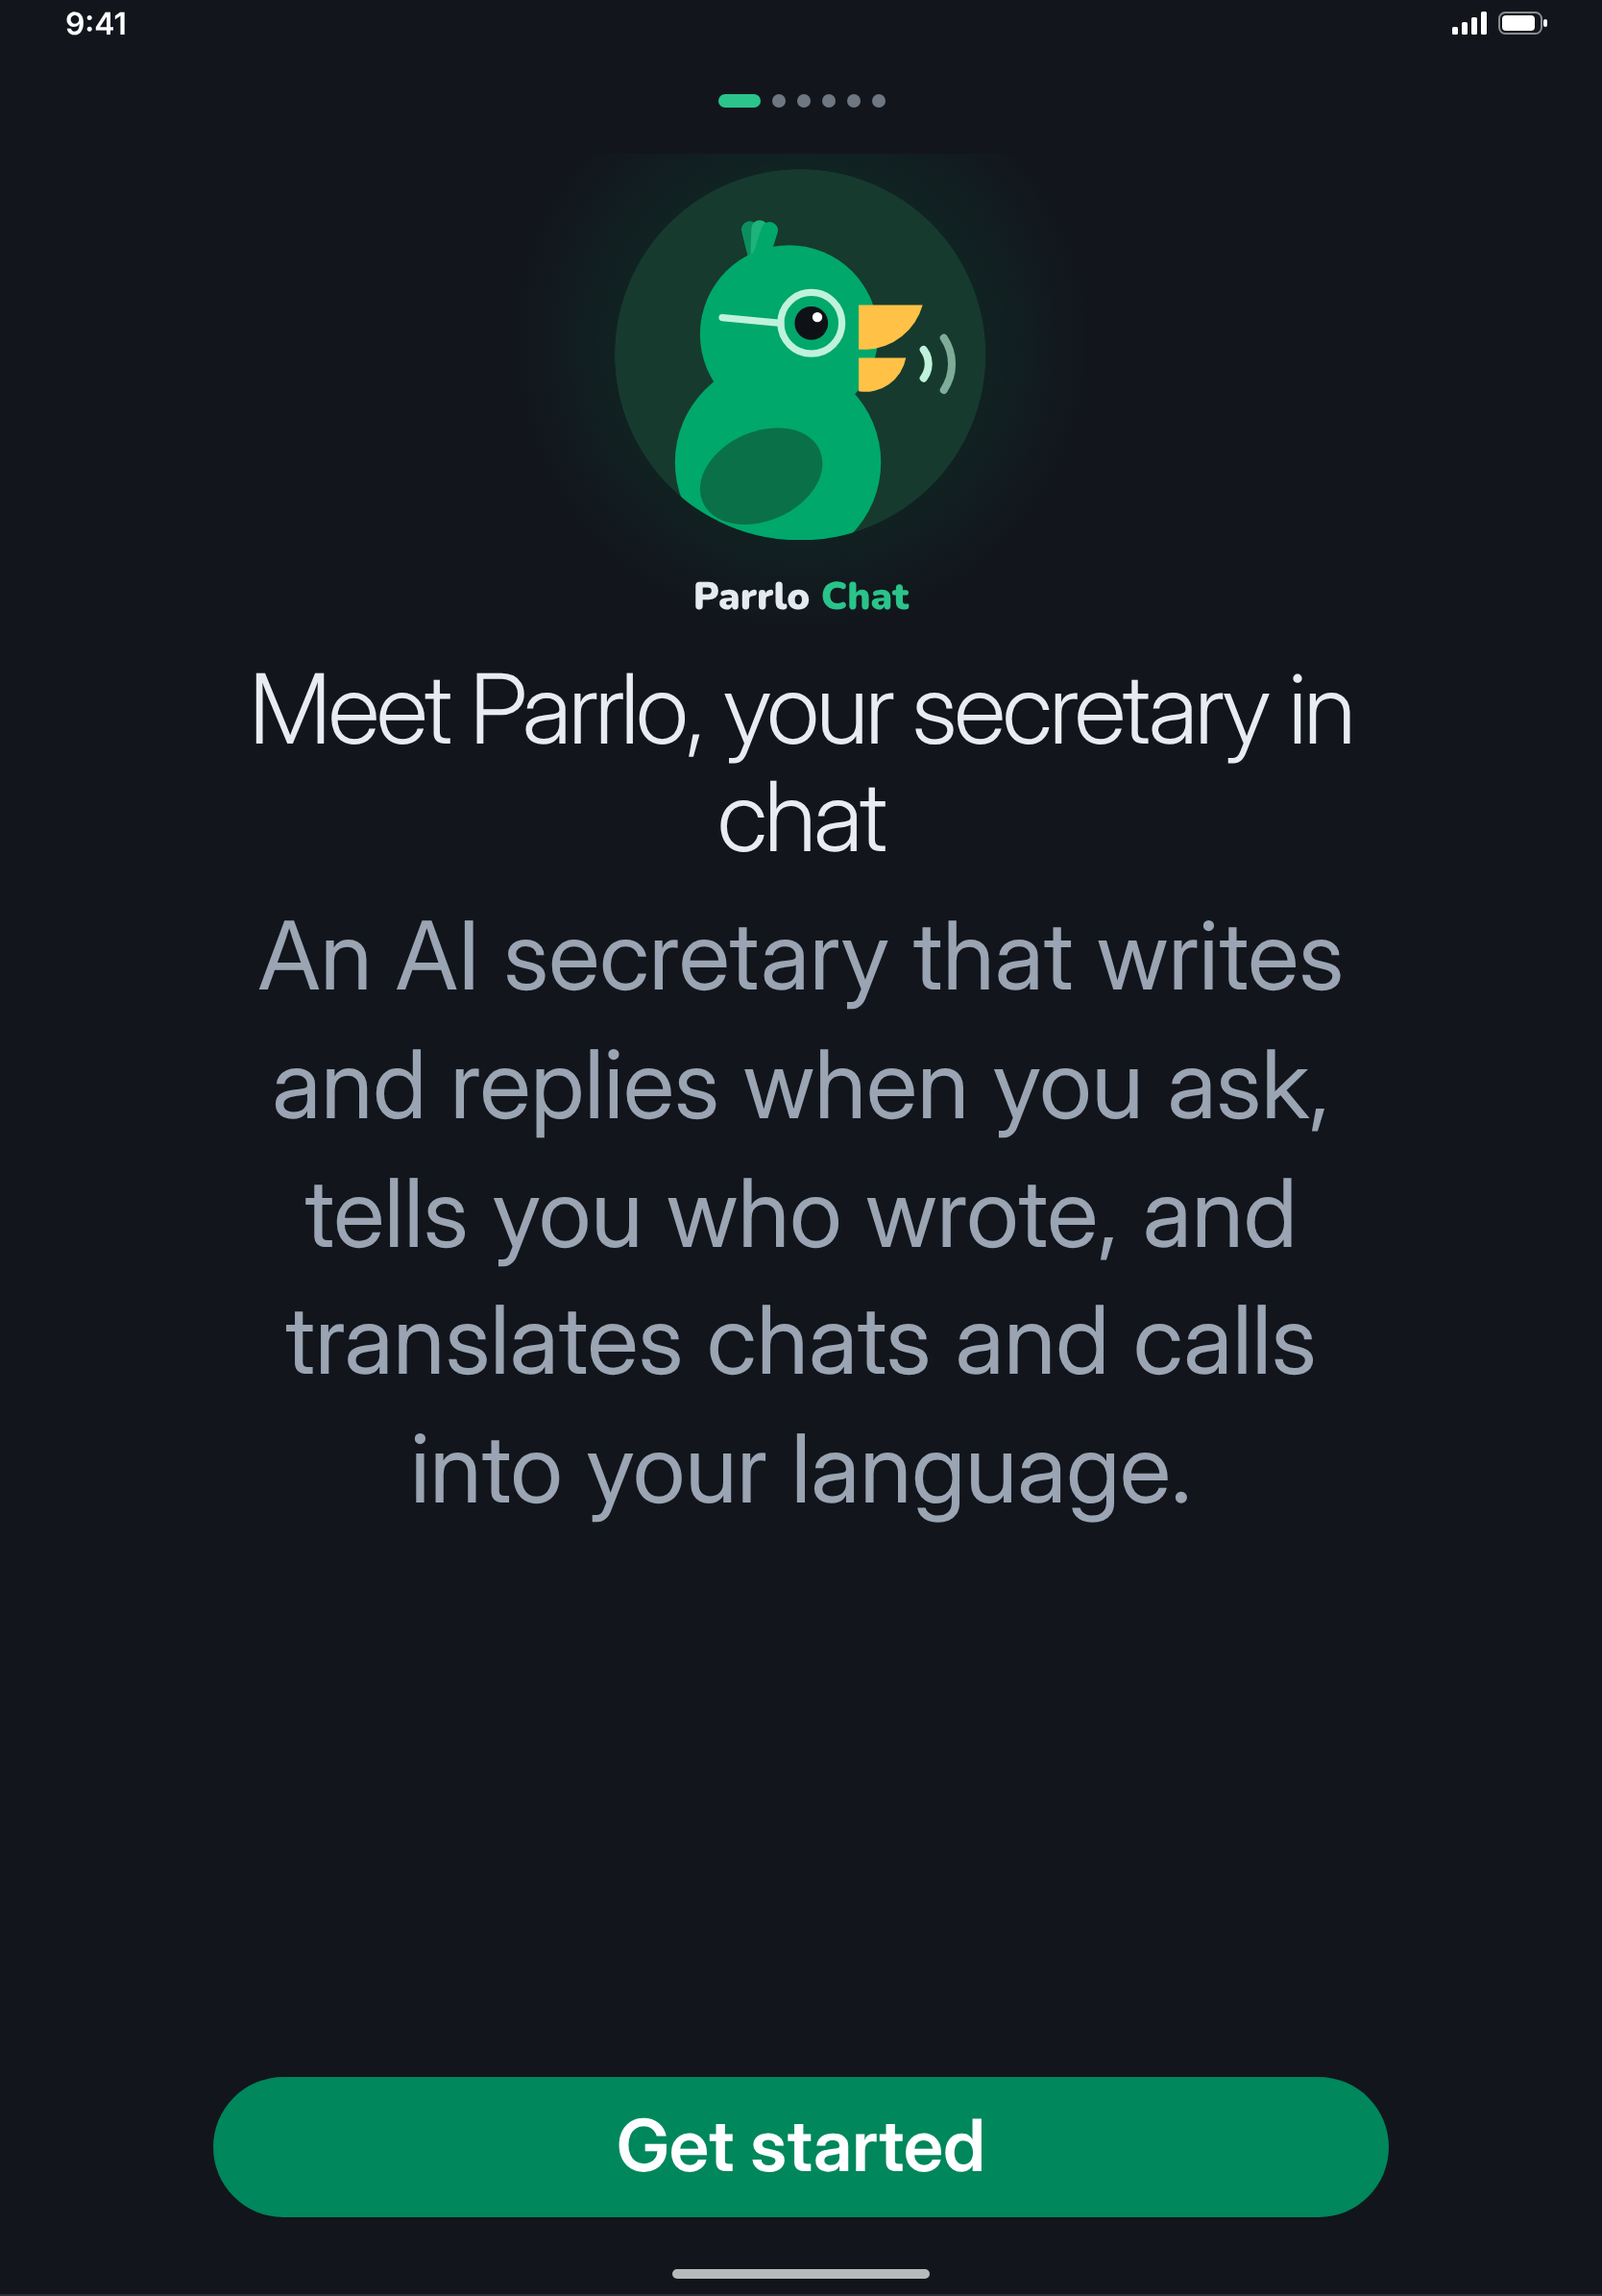 9:41
Parrlo Chat
Meet Parrlo, your secretary in
chat
An AI secretary that writes
and replies when you ask,
tells you who wrote, and
translates chats and calls
into your language.
Get started